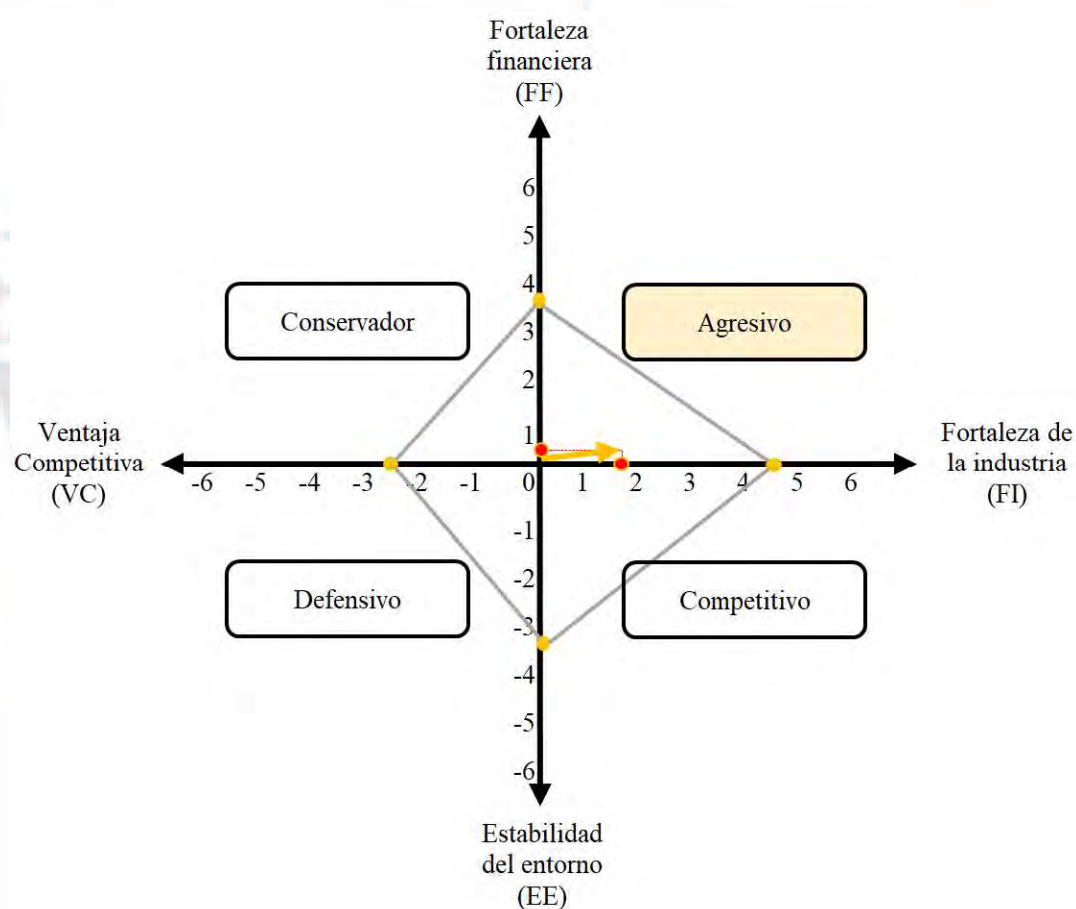 Fortaleza
financiera
(FF)
6
5
4
Conservador
Agresivo
3
2
1
Ventaja
Competitiva
(VC)
Fortaleza de
la industria
(FI)
-6 -5 -4 -3 -2 -1 0 1 2 3 4 5 6
-1
-2
Defensivo
Competitivo
-3
-4
-5
-6
Estabilidad
del entorno
(EE)